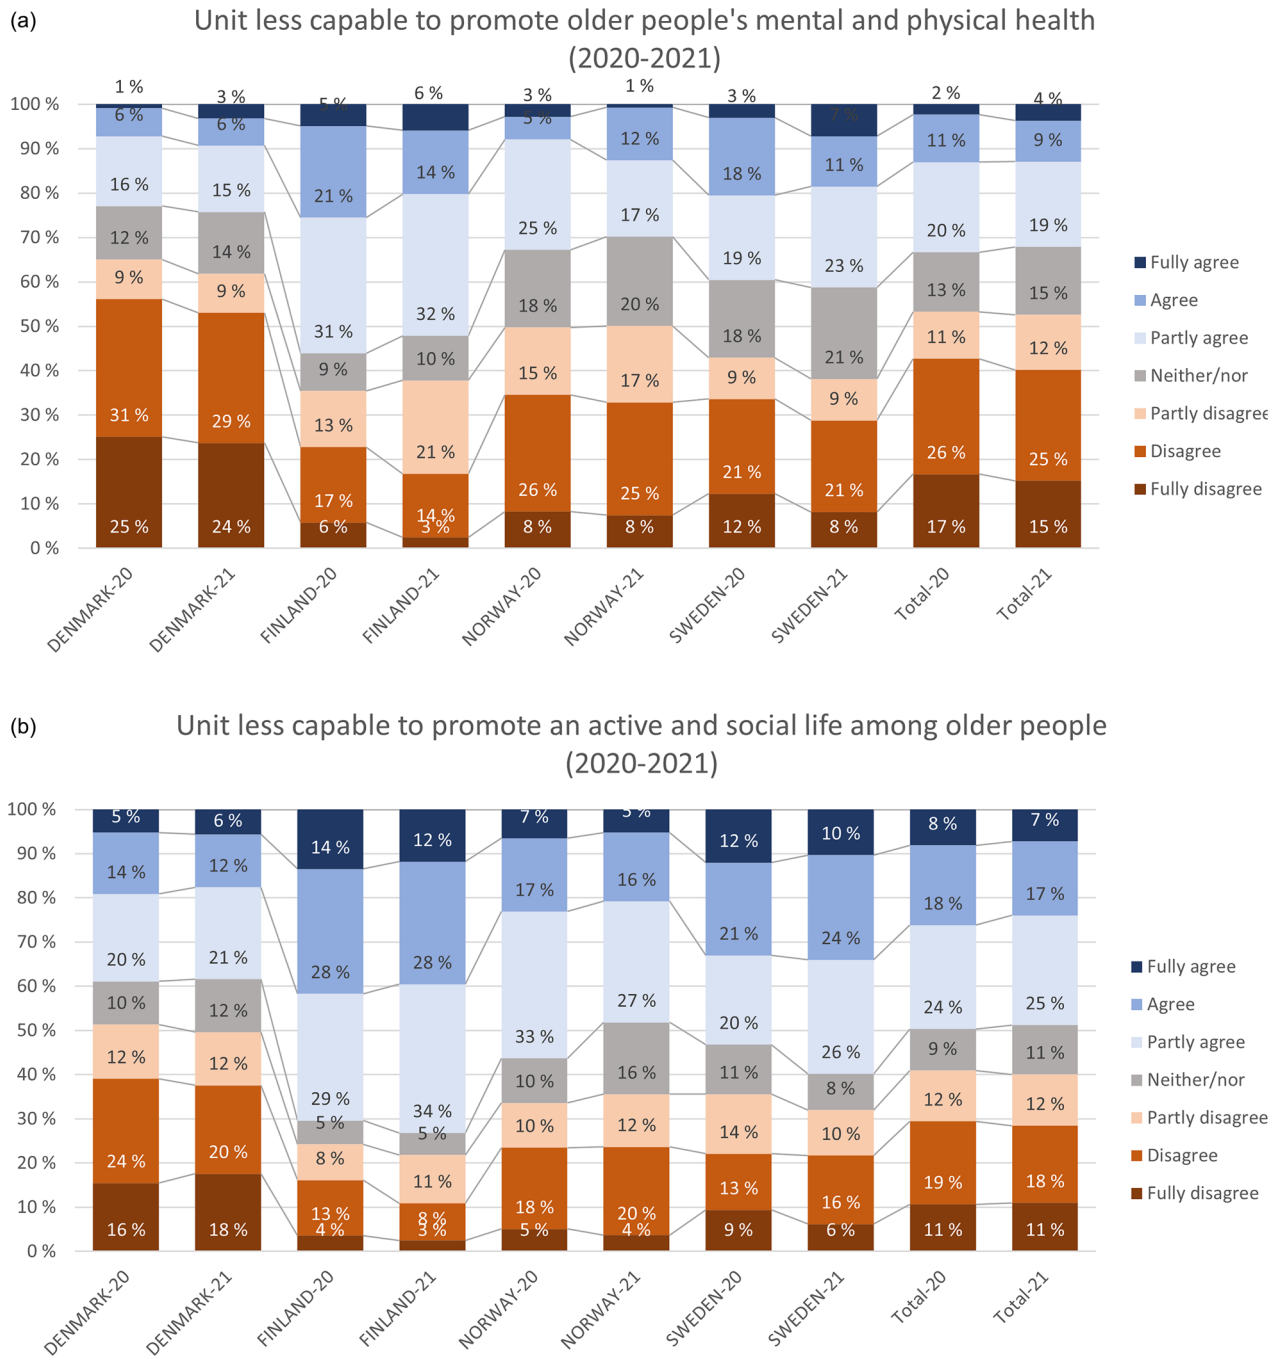 (a)
Unit less capable to promote older people's mental and physical health
(2020-2021)
1 % 3 % 5 % 6 % 3 % 1 % 3 % 7 % 2 % 4 %
6 % 6 % 21 % 14 % 5 % 12 % 18 % 11 % 11 % 9 %
16 % 15 % 31 % 32 % 25 % 17 % 19 % 23 % 20 % 19 %
12 % 14 % 9 % 10 % 18 % 20 % 18 % 21 % 13 % 15 %
9 % 9 % 13 % 21 % 15 % 17 % 9 % 9 % 11 % 12 %
31 % 29 % 17 % 14 % 26 % 25 % 21 % 21 % 26 % 25 %
25 % 24 % 6 % 3 % 8 % 8 % 12 % 8 % 17 % 15 %
100 %
90 %
80 %
70 %
60 %
50 %
40 %
30 %
20 %
10 %
0 %
DENMARK-20
DENMARK-21
FINLAND-20
FINLAND-21
NORWAY-20
NORWAY-21
SWEDEN-20
SWEDEN-21
Total-20
Total-21
Fully agree
Agree
Partly agree
Neither/nor
Partly disagree
Disagree
Fully disagree
(b)
Unit less capable to promote an active and social life among older people
(2020-2021)
5 % 6 % 14 % 12 % 7 % 5 % 12 % 10 % 8 % 7 %
14 % 12 % 28 % 28 % 17 % 16 % 21 % 24 % 18 % 17 %
20 % 21 % 29 % 34 % 33 % 27 % 20 % 26 % 24 % 25 %
10 % 12 % 5 % 5 % 10 % 16 % 11 % 8 % 9 % 11 %
12 % 12 % 8 % 11 % 10 % 12 % 14 % 10 % 12 % 12 %
24 % 20 % 13 % 8 % 18 % 20 % 13 % 16 % 19 % 18 %
16 % 18 % 4 % 3 % 5 % 4 % 9 % 6 % 11 % 11 %
100 %
90 %
80 %
70 %
60 %
50 %
40 %
30 %
20 %
10 %
0 %
DENMARK-20
DENMARK-21
FINLAND-20
FINLAND-21
NORWAY-20
NORWAY-21
SWEDEN-20
SWEDEN-21
Total-20
Total-21
Fully agree
Agree
Partly agree
Neither/nor
Partly disagree
Disagree
Fully disagree